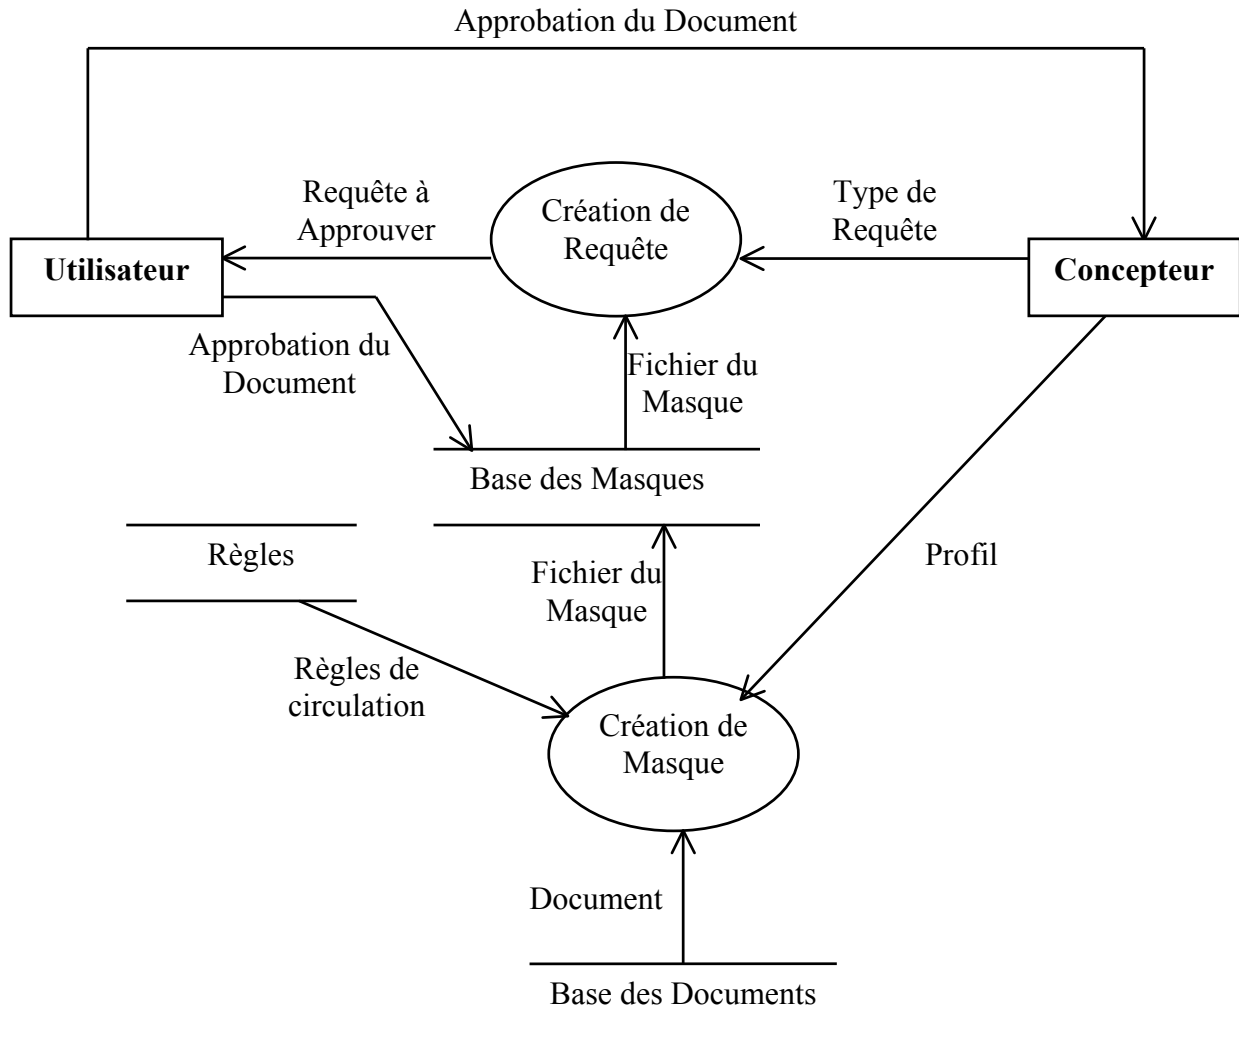 Approbation du Document
Requête à
Approuver
Création de
Requête
Type de
Requête
Utilisateur
Concepteur
Approbation du
Document
Fichier du
Masque
Base des Masques
Règles
Fichier du
Masque
Profil
Règles de
circulation
Création de
Masque
Document
Base des Documents